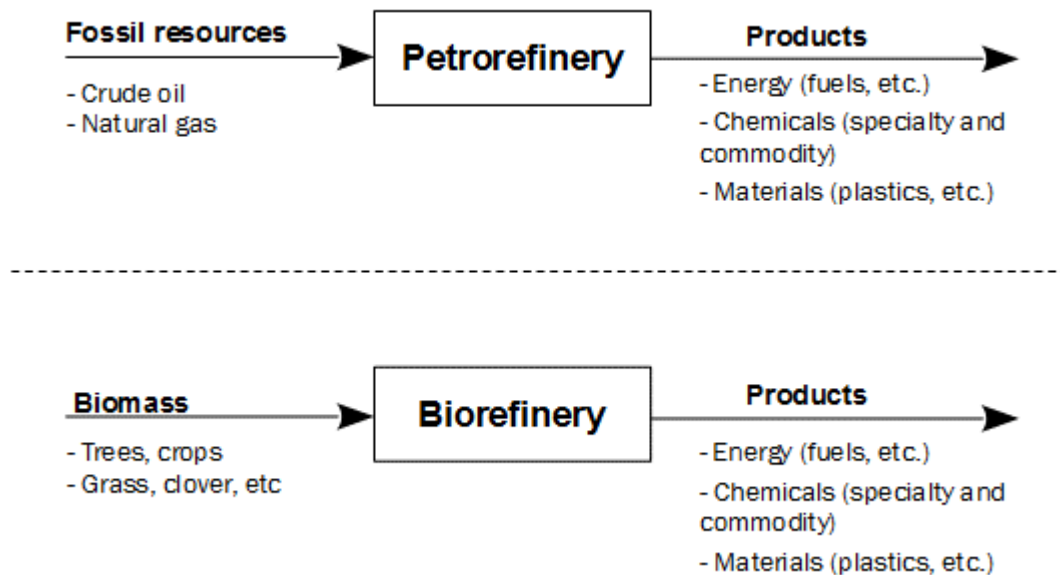 Fossil resources
- Crude oil
- Natural gas
Petrorefinery
Products
- Energy (fuels, etc.)
- Chemicals (specialty and
commodity)
- Materials (plastics, etc.)
Biomass
- Trees, crops
- Grass, clover, etc
Biorefinery
Products
- Energy (fuels, etc.)
- Chemicals (specialty and
commodity)
- Materials (plastics, etc.)